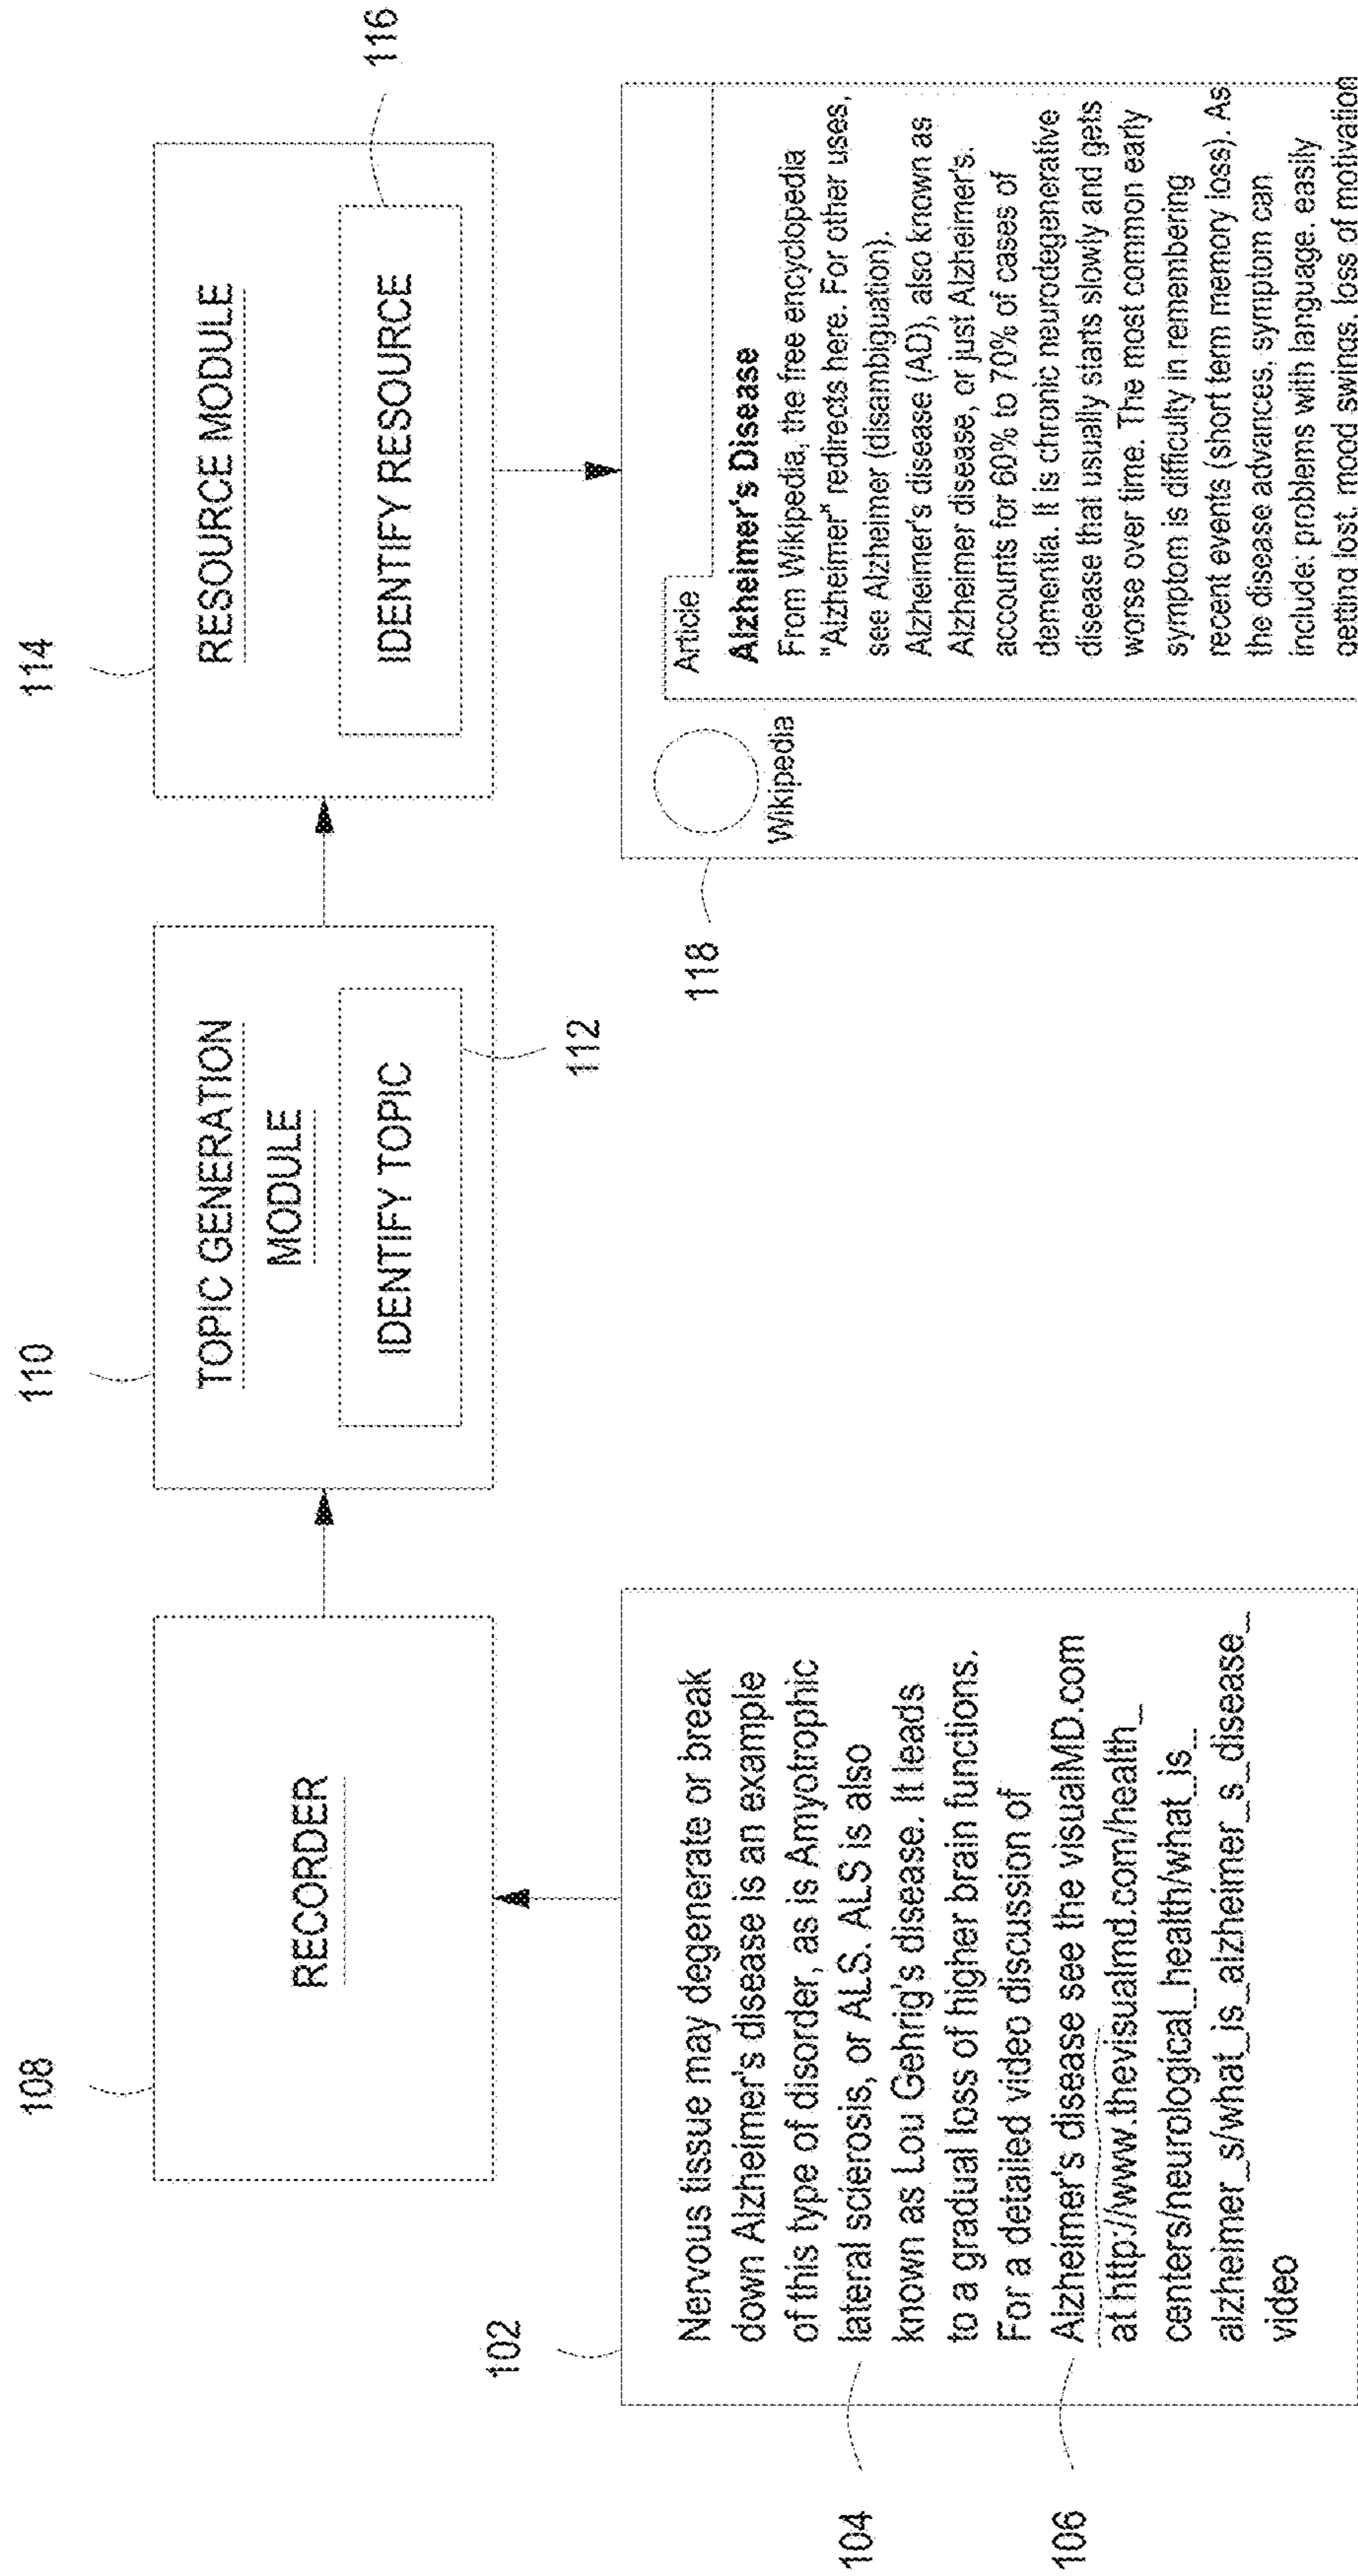 108
RECORDER
110
TOPIC GENERATION
MODULE
IDENTIFY TOPIC
112
114
RESOURCE MODULE
IDENTIFY RESOURCE
116
102
Nervous tissue may degenerate or break
down Alzheimer's disease is an example
of this type of disorder, as is Amyotrophic
lateral scierosis, or ALS. ALS is also
known as Lou Gehrig's disease. It leads
to a gradual loss of higher brain functions.
For a detailed video discussion of
Alzheimer's disease see the visualMD.com
at http://www.thevisualmd.com/health_
centers/neurological_health/what_is_
alzheimer_s/what_is_alzheimer_s_disease_
video
104
106
118
Wikipedia
Article
Alzheimer's Disease
From Wikipedia, the free encyclopedia
"Alzheimer" redirects here. For other uses,
see Alzheimer (disambiguation).
Alzheimer's disease (AD), also known as
Alzheimer disease, or just Alzheimer's.
accounts for 60% to 70% of cases of
dementia. It is chronic neurodegenerative
disease that usually starts slowly and gets
worse over time. The most common early
symptom is difficulty in remembering
recent events (short term memory loss). As
the disease advances, symptom can
include: problems with language, easily
getting lost, mood swings, loss of motivation